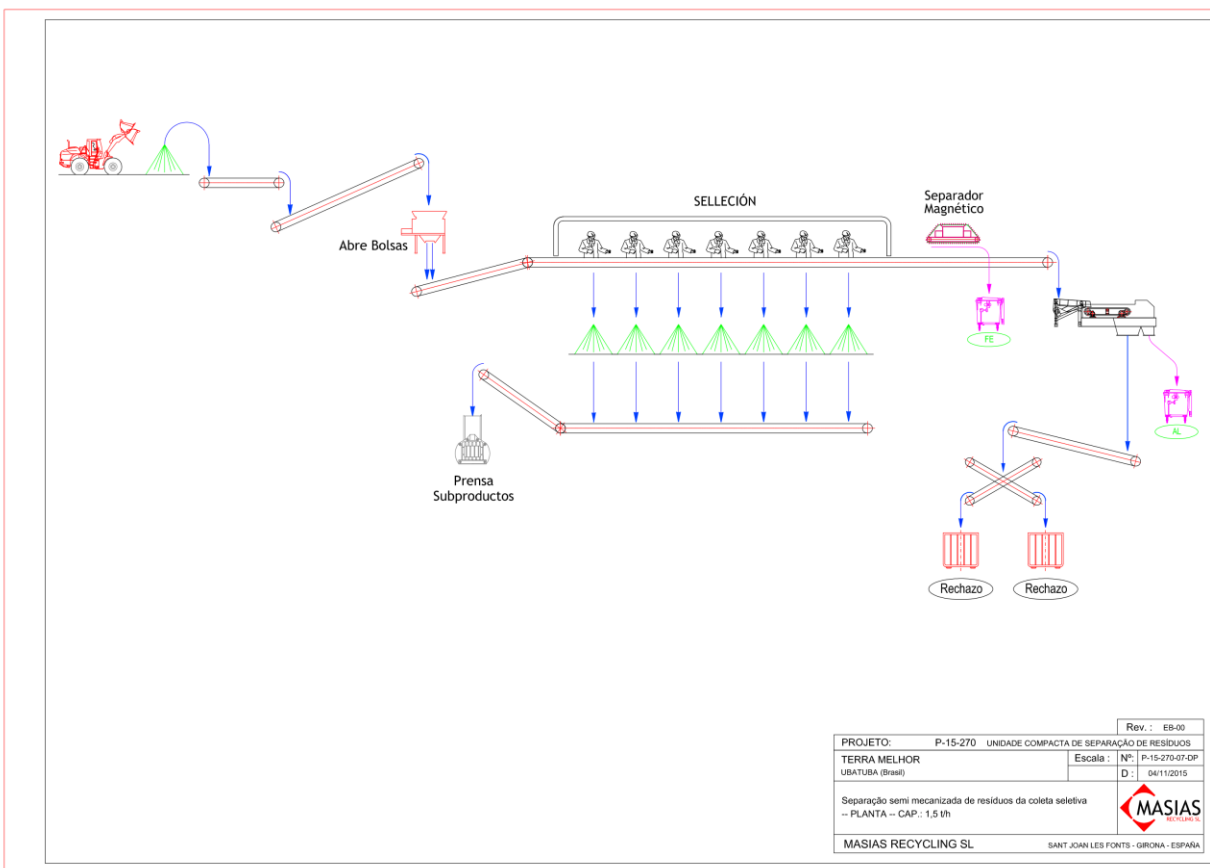 SELLECIÓN
Separador
Magnético
Abre Bolsas
FE
AL
Prensa
Subproductos
Rechazo
Rechazo
Rev. : EB-00
PROJETO: P-15-270 UNIDADE COMPACTA DE SEPARAÇÃO DE RESÍDUOS
TERRA MELHOR
UBATUBA (Brasil)
Escala :
Nº: P-15-270-07-DP
D : 04/11/2015
Separação semi mecanizada de resíduos da coleta seletiva
-- PLANTA -- CAP.: 1,5 t/h
MASIAS
RECYCLING SL
MASIAS RECYCLING SL
SANT JOAN LES FONTS - GIRONA - ESPAÑA